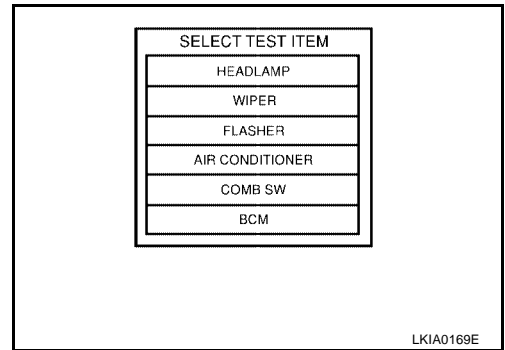 SELECT TEST ITEM
HEADLAMP
WIPER
FLASHER
AIR CONDITIONER
COMB SW
BCM
LKIA0169E